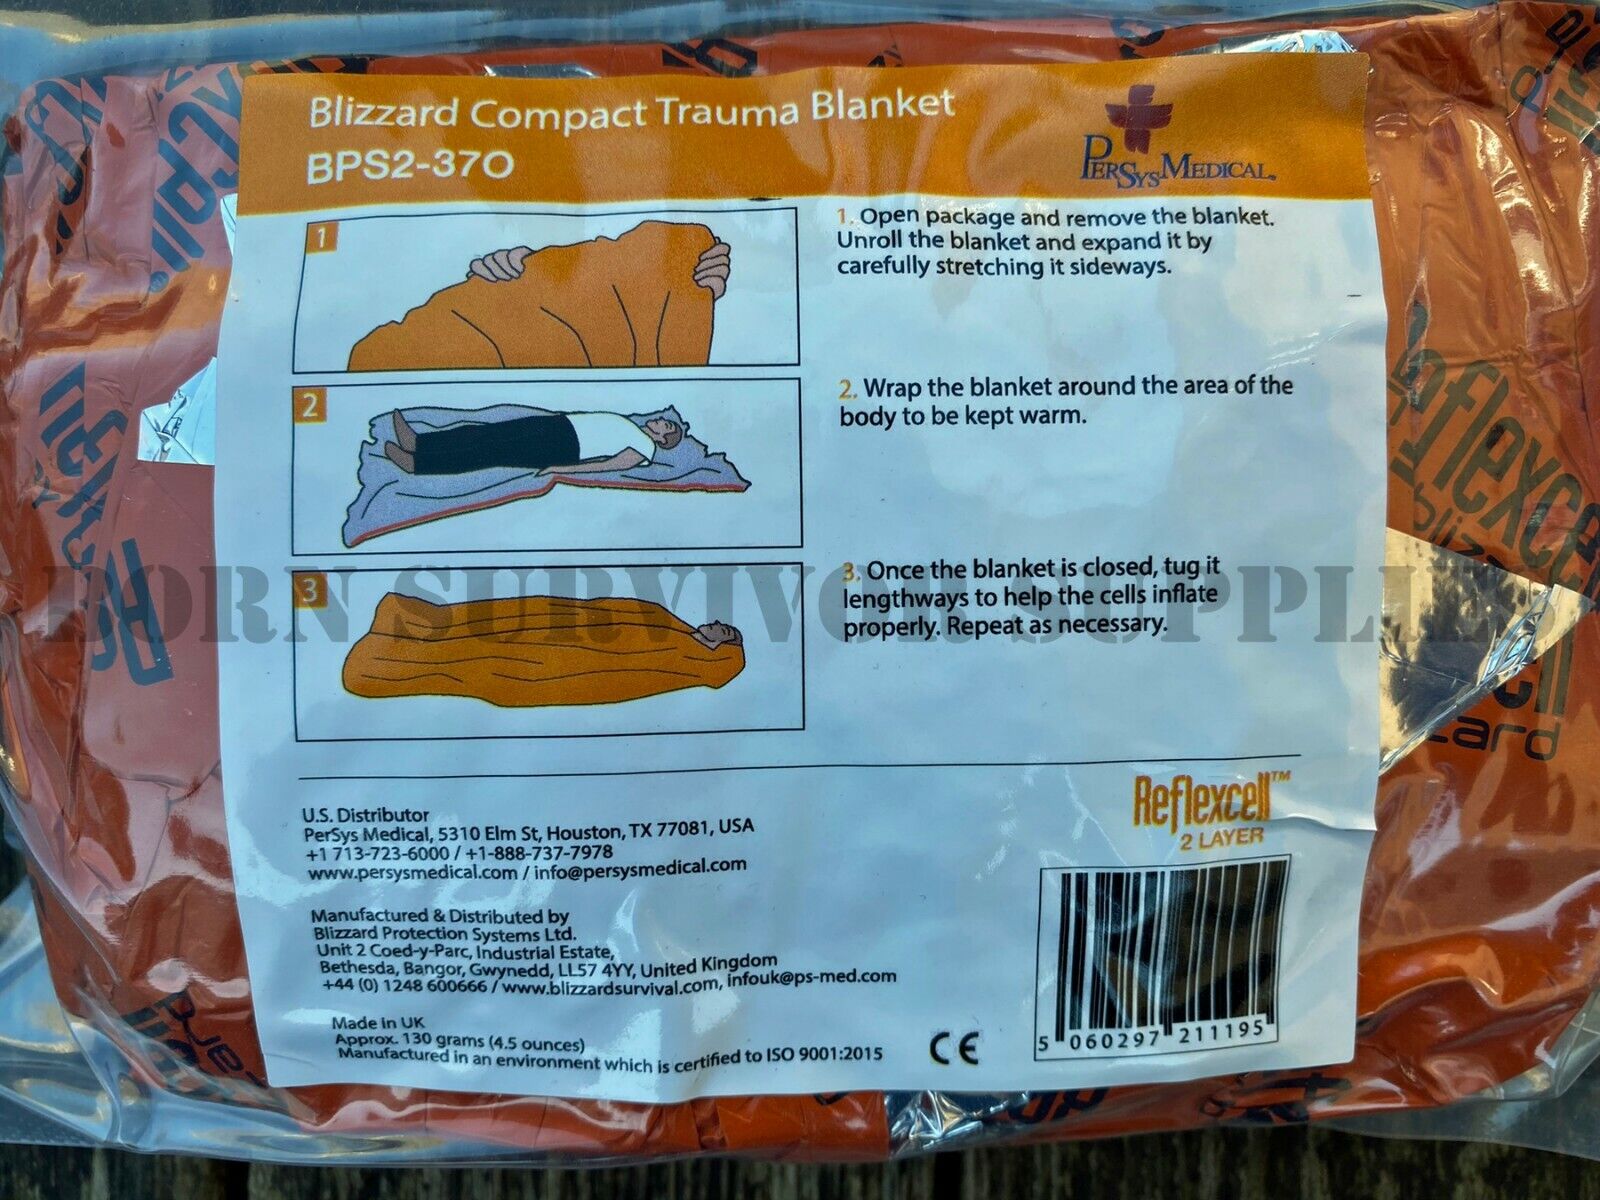 Blizzard Compact Trauma Blanket
BPS2-37O
PERSYS MEDICAL
1
1. Open package and remove the blanket.
Unroll the blanket and expand it by
carefully stretching it sideways.
2
2. Wrap the blanket around the area of the
body to be kept warm.
3
3. Once the blanket is closed, tug it
lengthways to help the cells inflate
properly. Repeat as necessary.
BORN SURVIVOR SUPPLIES
Reflexcell™
2 LAYER
U.S. Distributor
PerSys Medical, 5310 Elm St, Houston, TX 77081, USA
+1 713-723-6000 / +1-888-737-7978
www.persysmedical.com / info@persysmedical.com
Manufactured & Distributed by
Blizzard Protection Systems Ltd.
Unit 2 Coed-y-Parc, Industrial Estate,
Bethesda, Bangor, Gwynedd, LL57 4YY, United Kingdom
+44 (0) 1248 600666 / www.blizzardsurvival.com, infouk@ps-med.com
Made in UK
Approx. 130 grams (4.5 ounces)
Manufactured in an environment which is certified to ISO 9001:2015
CE
5 060297 211195